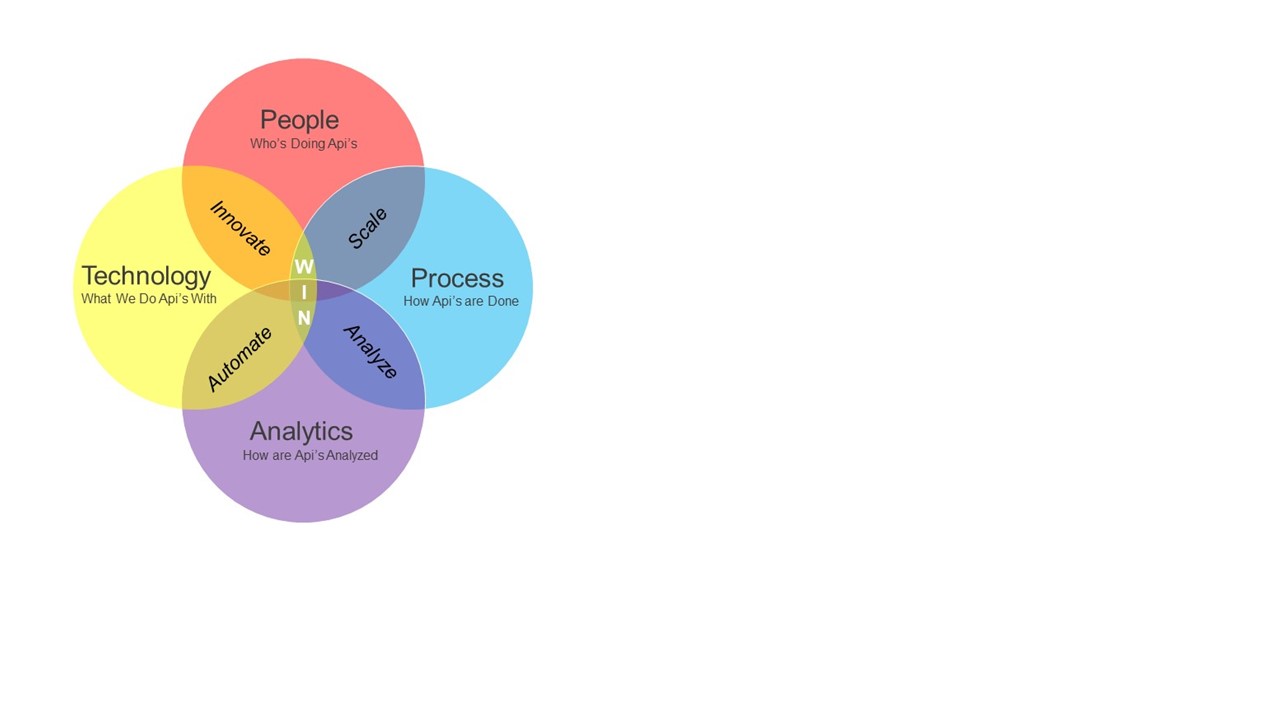 People
Who's Doing Api's
Innovate
Scale
Technology
What We Do Api's With
W
I
N
Process
How Api's are Done
Automate
Analyze
Analytics
How are Api's Analyzed